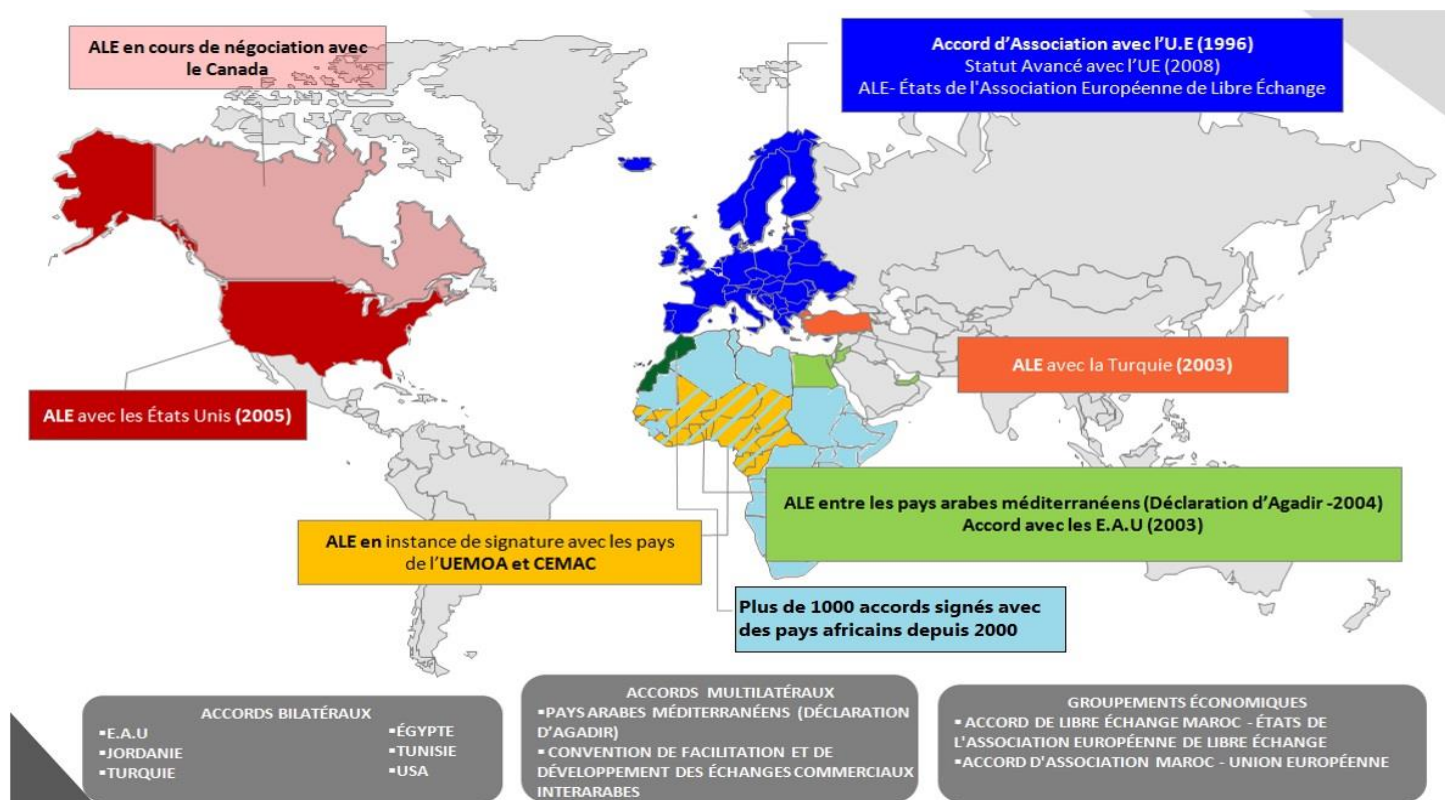 ALE en cours de négociation avec
le Canada
Accord d'Association avec l'U.E (1996)
Statut Avancé avec l'UE (2008)
ALE- États de l'Association Européenne de Libre Échange
ALE avec la Turquie (2003)
ALE avec les États Unis (2005)
ALE entre les pays arabes méditerranéens (Déclaration d'Agadir -2004)
Accord avec les E.A.U (2003)
ALE en instance de signature avec les pays
de l'UEMOA et CEMAC
Plus de 1000 accords signés avec
des pays africains depuis 2000
ACCORDS BILATÉRAUX
▪E.A.U
▪JORDANIE
▪TURQUIE
▪ÉGYPTE
▪TUNISIE
▪USA
ACCORDS MULTILATÉRAUX
▪PAYS ARABES MÉDITERRANÉENS (DÉCLARATION
D'AGADIR)
▪ CONVENTION DE FACILITATION ET DE
DÉVELOPPEMENT DES ÉCHANGES COMMERCIAUX
INTERARABES
GROUPEMENTS ÉCONOMIQUES
▪ ACCORD DE LIBRE ÉCHANGE MAROC - ÉTATS DE
L'ASSOCIATION EUROPÉENNE DE LIBRE ÉCHANGE
▪ACCORD D'ASSOCIATION MAROC - UNION EUROPÉENNE